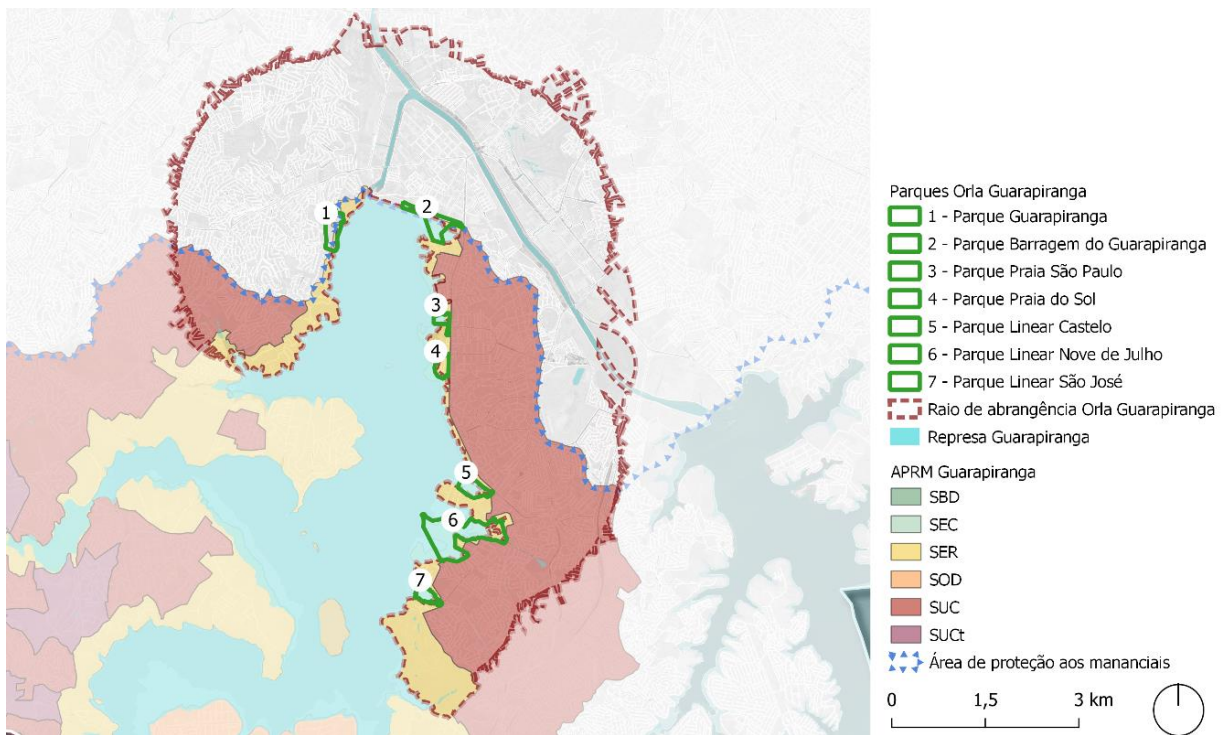 1
2
3
4
5
6
7
Parques Orla Guarapiranga
1 - Parque Guarapiranga
2 - Parque Barragem do Guarapiranga
3 - Parque Praia São Paulo
4 - Parque Praia do Sol
5 - Parque Linear Castelo
6 - Parque Linear Nove de Julho
7 - Parque Linear São José
Raio de abrangência Orla Guarapiranga
Represa Guarapiranga
APRM Guarapiranga
SBD
SEC
SER
SOD
SUC
SUCt
Área de proteção aos mananciais
0 1,5 3 km